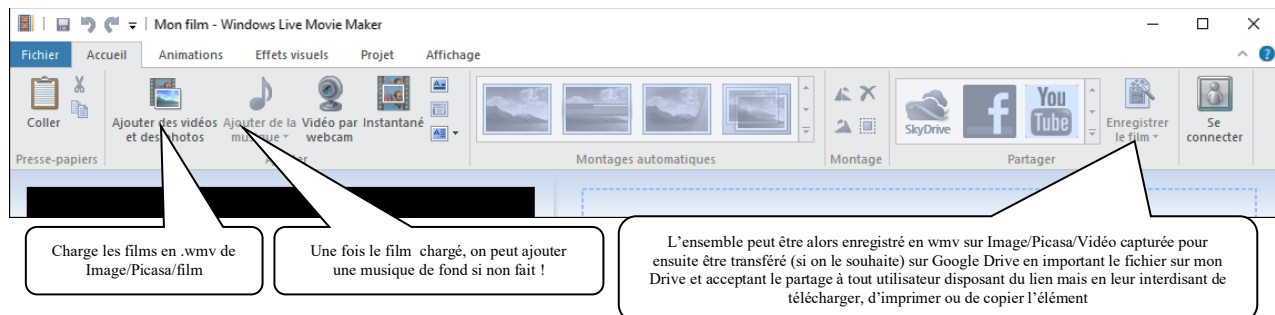 Mon film - Windows Live Movie Maker
Fichier Accueil Animations Effets visuels Projet Affichage
Coller
Ajouter des vidéos
et des photos
Ajouter de la
musique
Vidéo par
webcam
Instantané
SkyDrive
f
You
Tube
Enregistrer
le film
Se
connecter
Presse-papiers
Montages automatiques
Montage
Partager
Charge les films en .wmv de
Image/Picasa/film
Une fois le film chargé, on peut ajouter
une musique de fond si non fait !
L'ensemble peut être alors enregistré en wmv sur Image/Picasa/Vidéo capturée pour
ensuite être transféré (si on le souhaite) sur Google Drive en important le fichier sur mon
Drive et acceptant le partage à tout utilisateur disposant du lien mais en leur interdisant de
télécharger, d'imprimer ou de copier l'élément